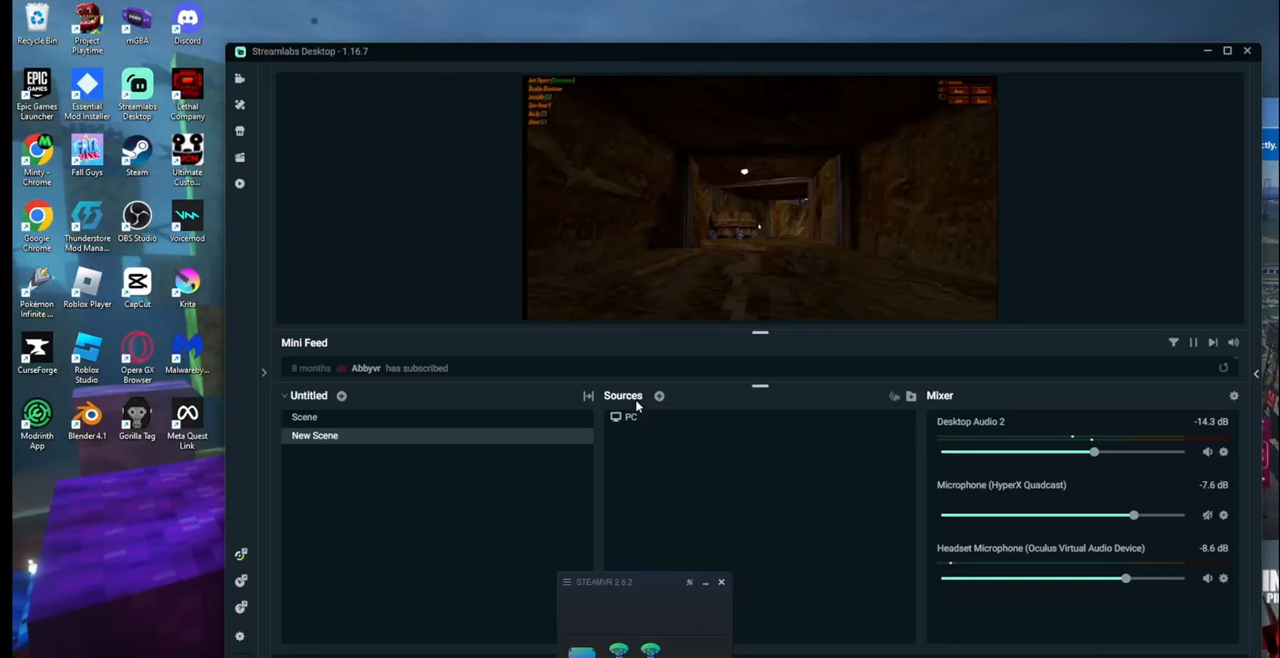 Recycle Bin
Project
Playtime
mGBA
Discord
EPIC
GAMES
Epic Games
Launcher
Essential
Mod Installer
Streamlabs
Desktop
Lethal
Company
Minty -
Chrome
Fall Guys
Steam
UCN
Ultimate
Custo...
Google
Chrome
Thunderstore
Mod Mana...
OBS Studio
Voicemod
Pokémon
Infinite ...
Roblox Player
CapCut
Krita
CurseForge
Roblox
Studio
Opera GX
Browser
Malwareby...
Modrinth
App
Blender 4.1
Gorilla Tag
Meta Quest
Link
Streamlabs Desktop - 1.16.7
ctly.
Mini Feed
8 months Abbyvr has subscribed
Untitled
Scene
New Scene
Sources
PC
Mixer
Desktop Audio 2 -14.3 dB
Microphone (HyperX Quadcast) -7.6 dB
Headset Microphone (Oculus Virtual Audio Device) -8.6 dB
STEAMVR 2.6.2